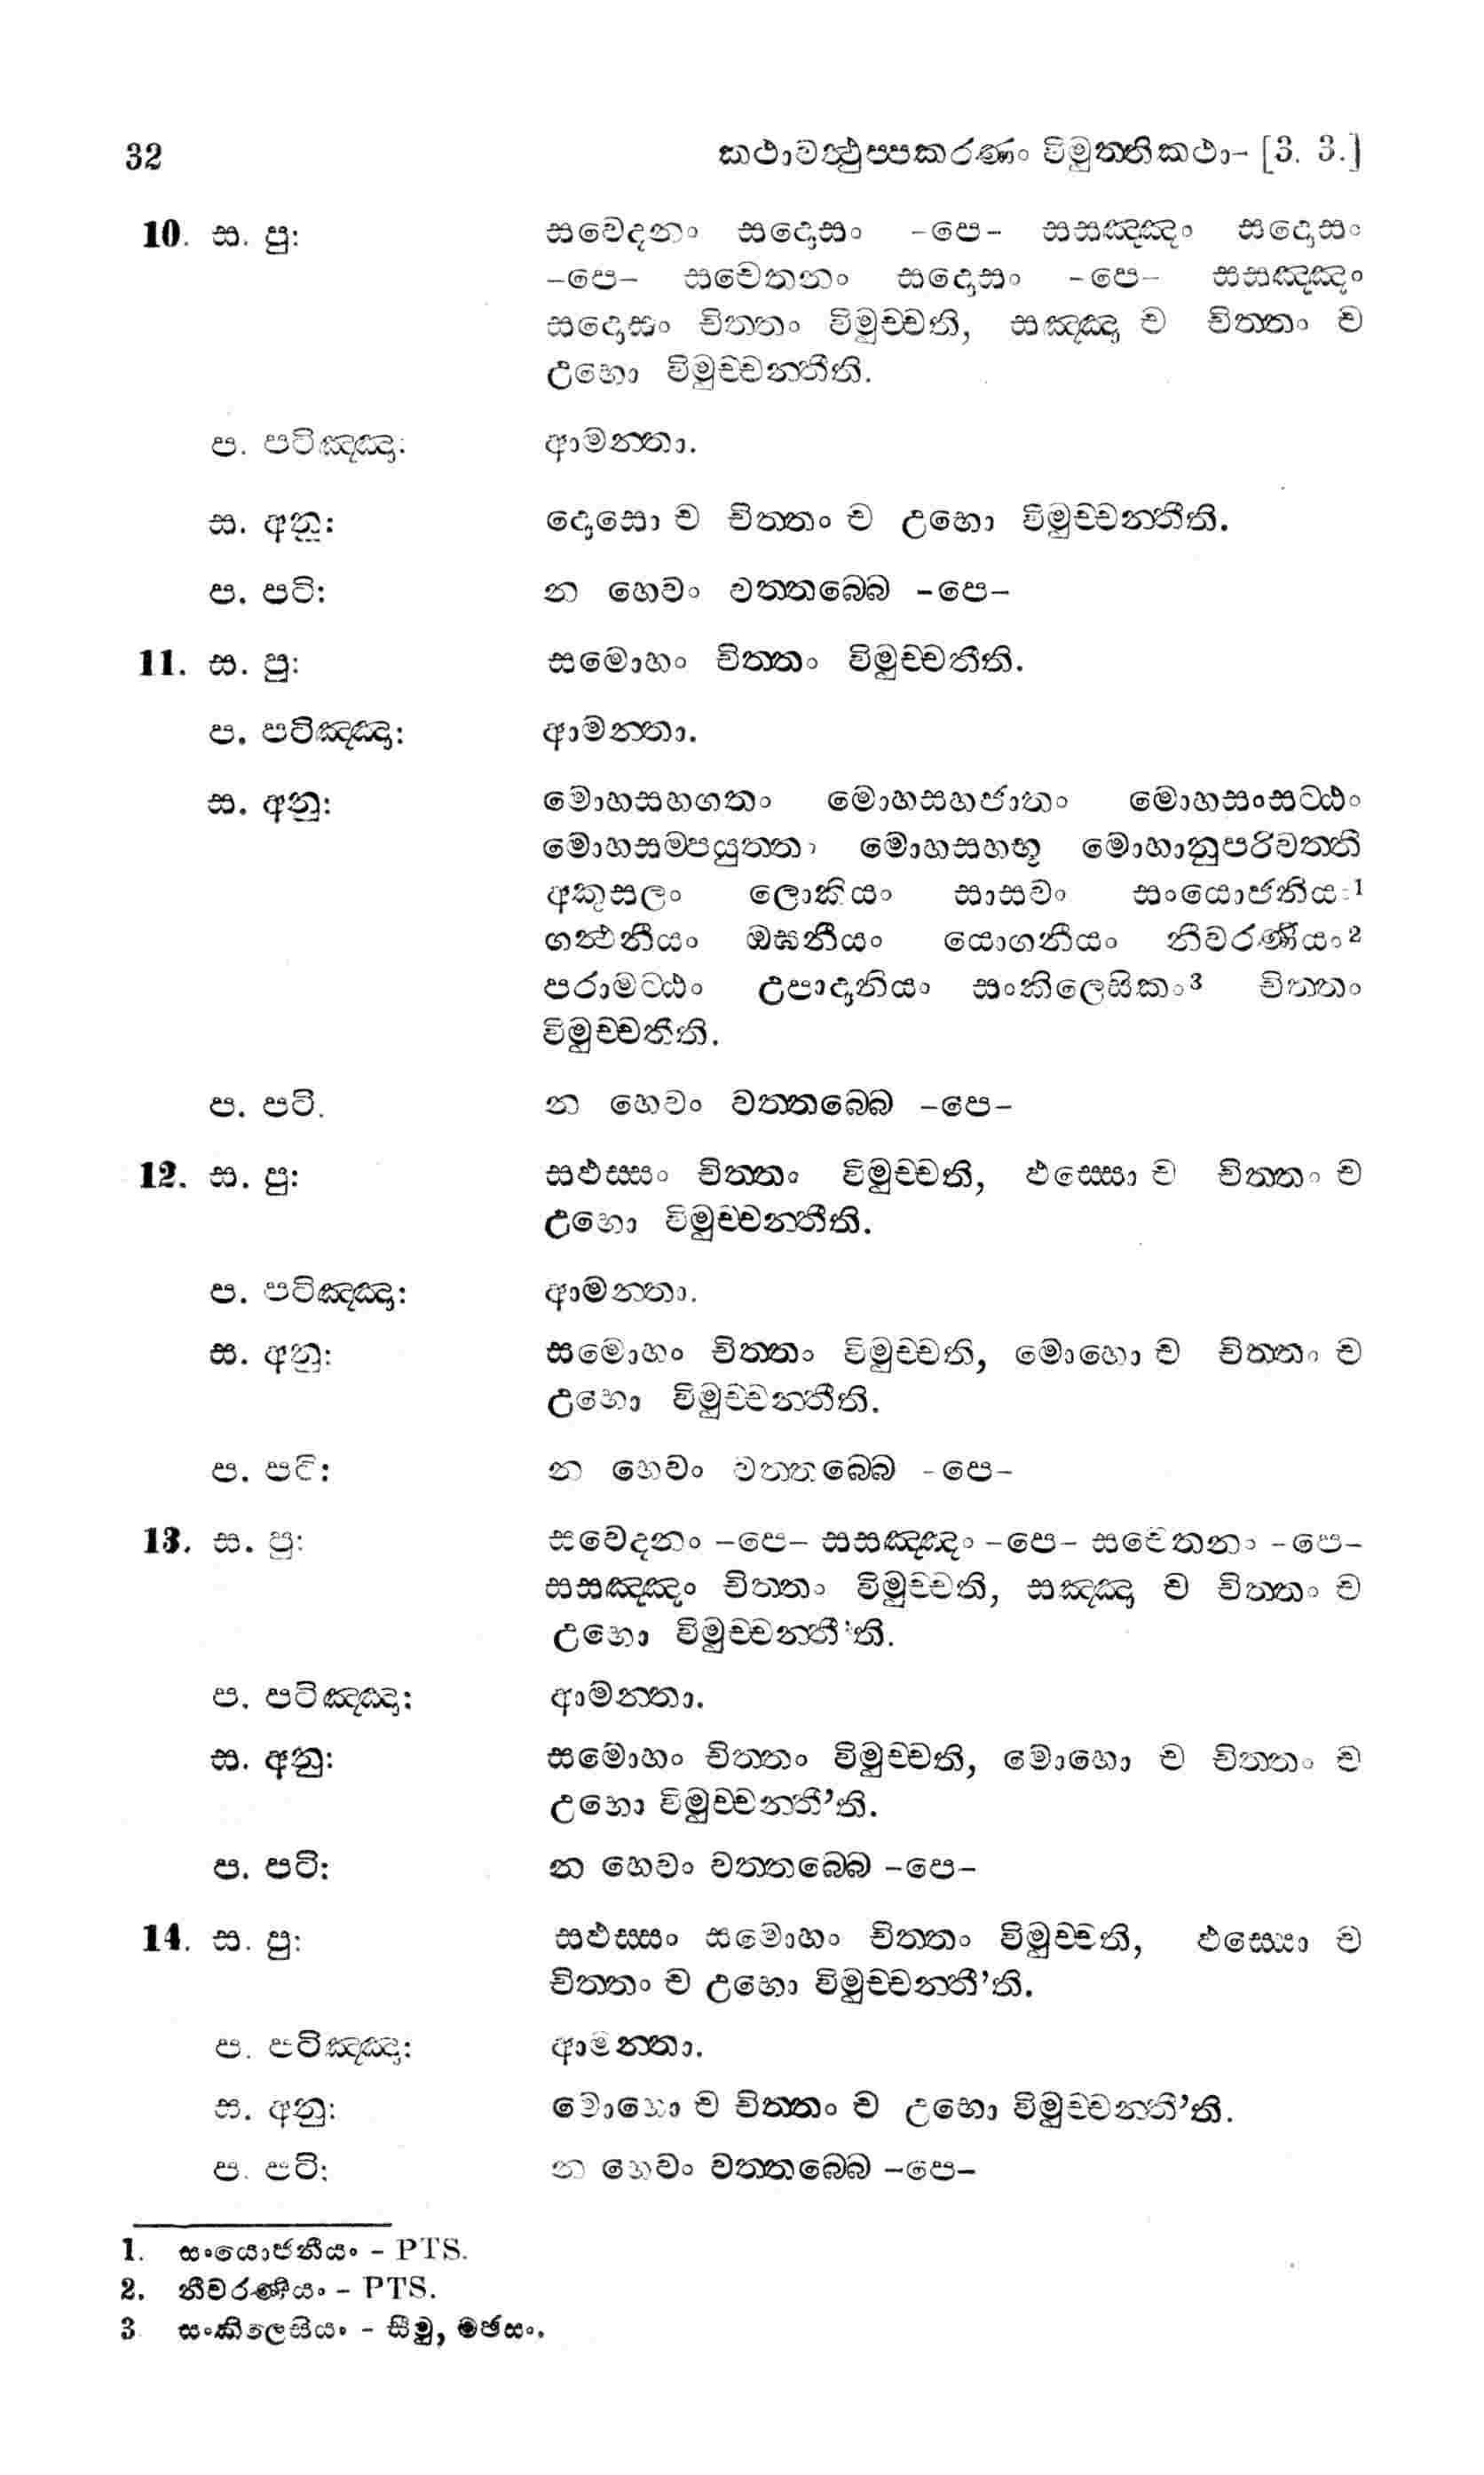 32 කථාවත්‍ථුප්පකරණං විමුත්තිකථා- [3. 3.]
10. ස. පු: සවෙදනං සදොසං -පෙ- සසඤ්ඤං සදොසං
-පෙ- සචෙතනං සදොසං -පෙ- සසඤ්ඤං
සදොසං චිත්තං විමුච්චති, සඤ්ඤා ච චිත්තං ච
උභො විමුච්චන්තීති.
ප. පටිඤ්ඤා: ආමන්තා.
ස. අනු: දොසො ච චිත්තං ච උභො විමුච්චන්තීති.
ප. පටි: න හෙවං වත්තබ්බෙ -පෙ-
11. ස. පු: සමොහං චිත්තං විමුච්චතීති.
ප. පටිඤ්ඤා: ආමන්තා.
ස. අනු: මොහසහගතං මොහසහජාතං මොහසංසට්ඨං
මොහසම්පයුත්තං මොහසහභූ මොහානුපරිවත්ති
අකුසලං ලොකියං සාසවං සංයොජනියං1
ගන්ථනීයං ඔඝනීයං යොගනීයං නීවරණීයං2
පරාමට්ඨං උපාදානියං සංකිලෙසිකං3 චිත්තං
විමුච්චතීති.
ප. පටි. න හෙවං වත්තබ්බෙ -පෙ-
12. ස. පු: සඵස්සං චිත්තං විමුච්චති, ඵස්සො ච චිත්තං ච
උභො විමුච්චන්තීති.
ප. පටිඤ්ඤා: ආමන්තා.
ස. අනු: සමොහං චිත්තං විමුච්චති, මොහො ච චිත්තං ච
උභො විමුච්චන්තීති.
ප. පටි: න හෙවං වත්තබ්බෙ -පෙ-
13. ස. පු: සවෙදනං -පෙ- සසඤ්ඤං -පෙ- සචෙතනං -පෙ-
සසඤ්ඤං චිත්තං විමුච්චති, සඤ්ඤා ච චිත්තං ච
උභො විමුච්චන්තී'ති.
ප. පටිඤ්ඤා: ආමන්තා.
ස. අනු: සමොහං චිත්තං විමුච්චති, මොහො ච චිත්තං ච
උභො විමුච්චන්තී'ති.
ප. පටි: න හෙවං වත්තබ්බෙ -පෙ-
14. ස. පු: සඵස්සං සමොහං චිත්තං විමුච්චති, ඵස්සො ච
චිත්තං ච උභො විමුච්චන්තී'ති.
ප. පටිඤ්ඤා: ආමන්තා.
ස. අනු: මොහො ච චිත්තං ච උභො විමුච්චන්තී'ති.
ප. පටි: න හෙවං වත්තබ්බෙ -පෙ-
1. සංයොජනීයං - PTS.
2. නීවරණියං - PTS.
3 සංකිලෙසියං - සීමු, මඡසං.